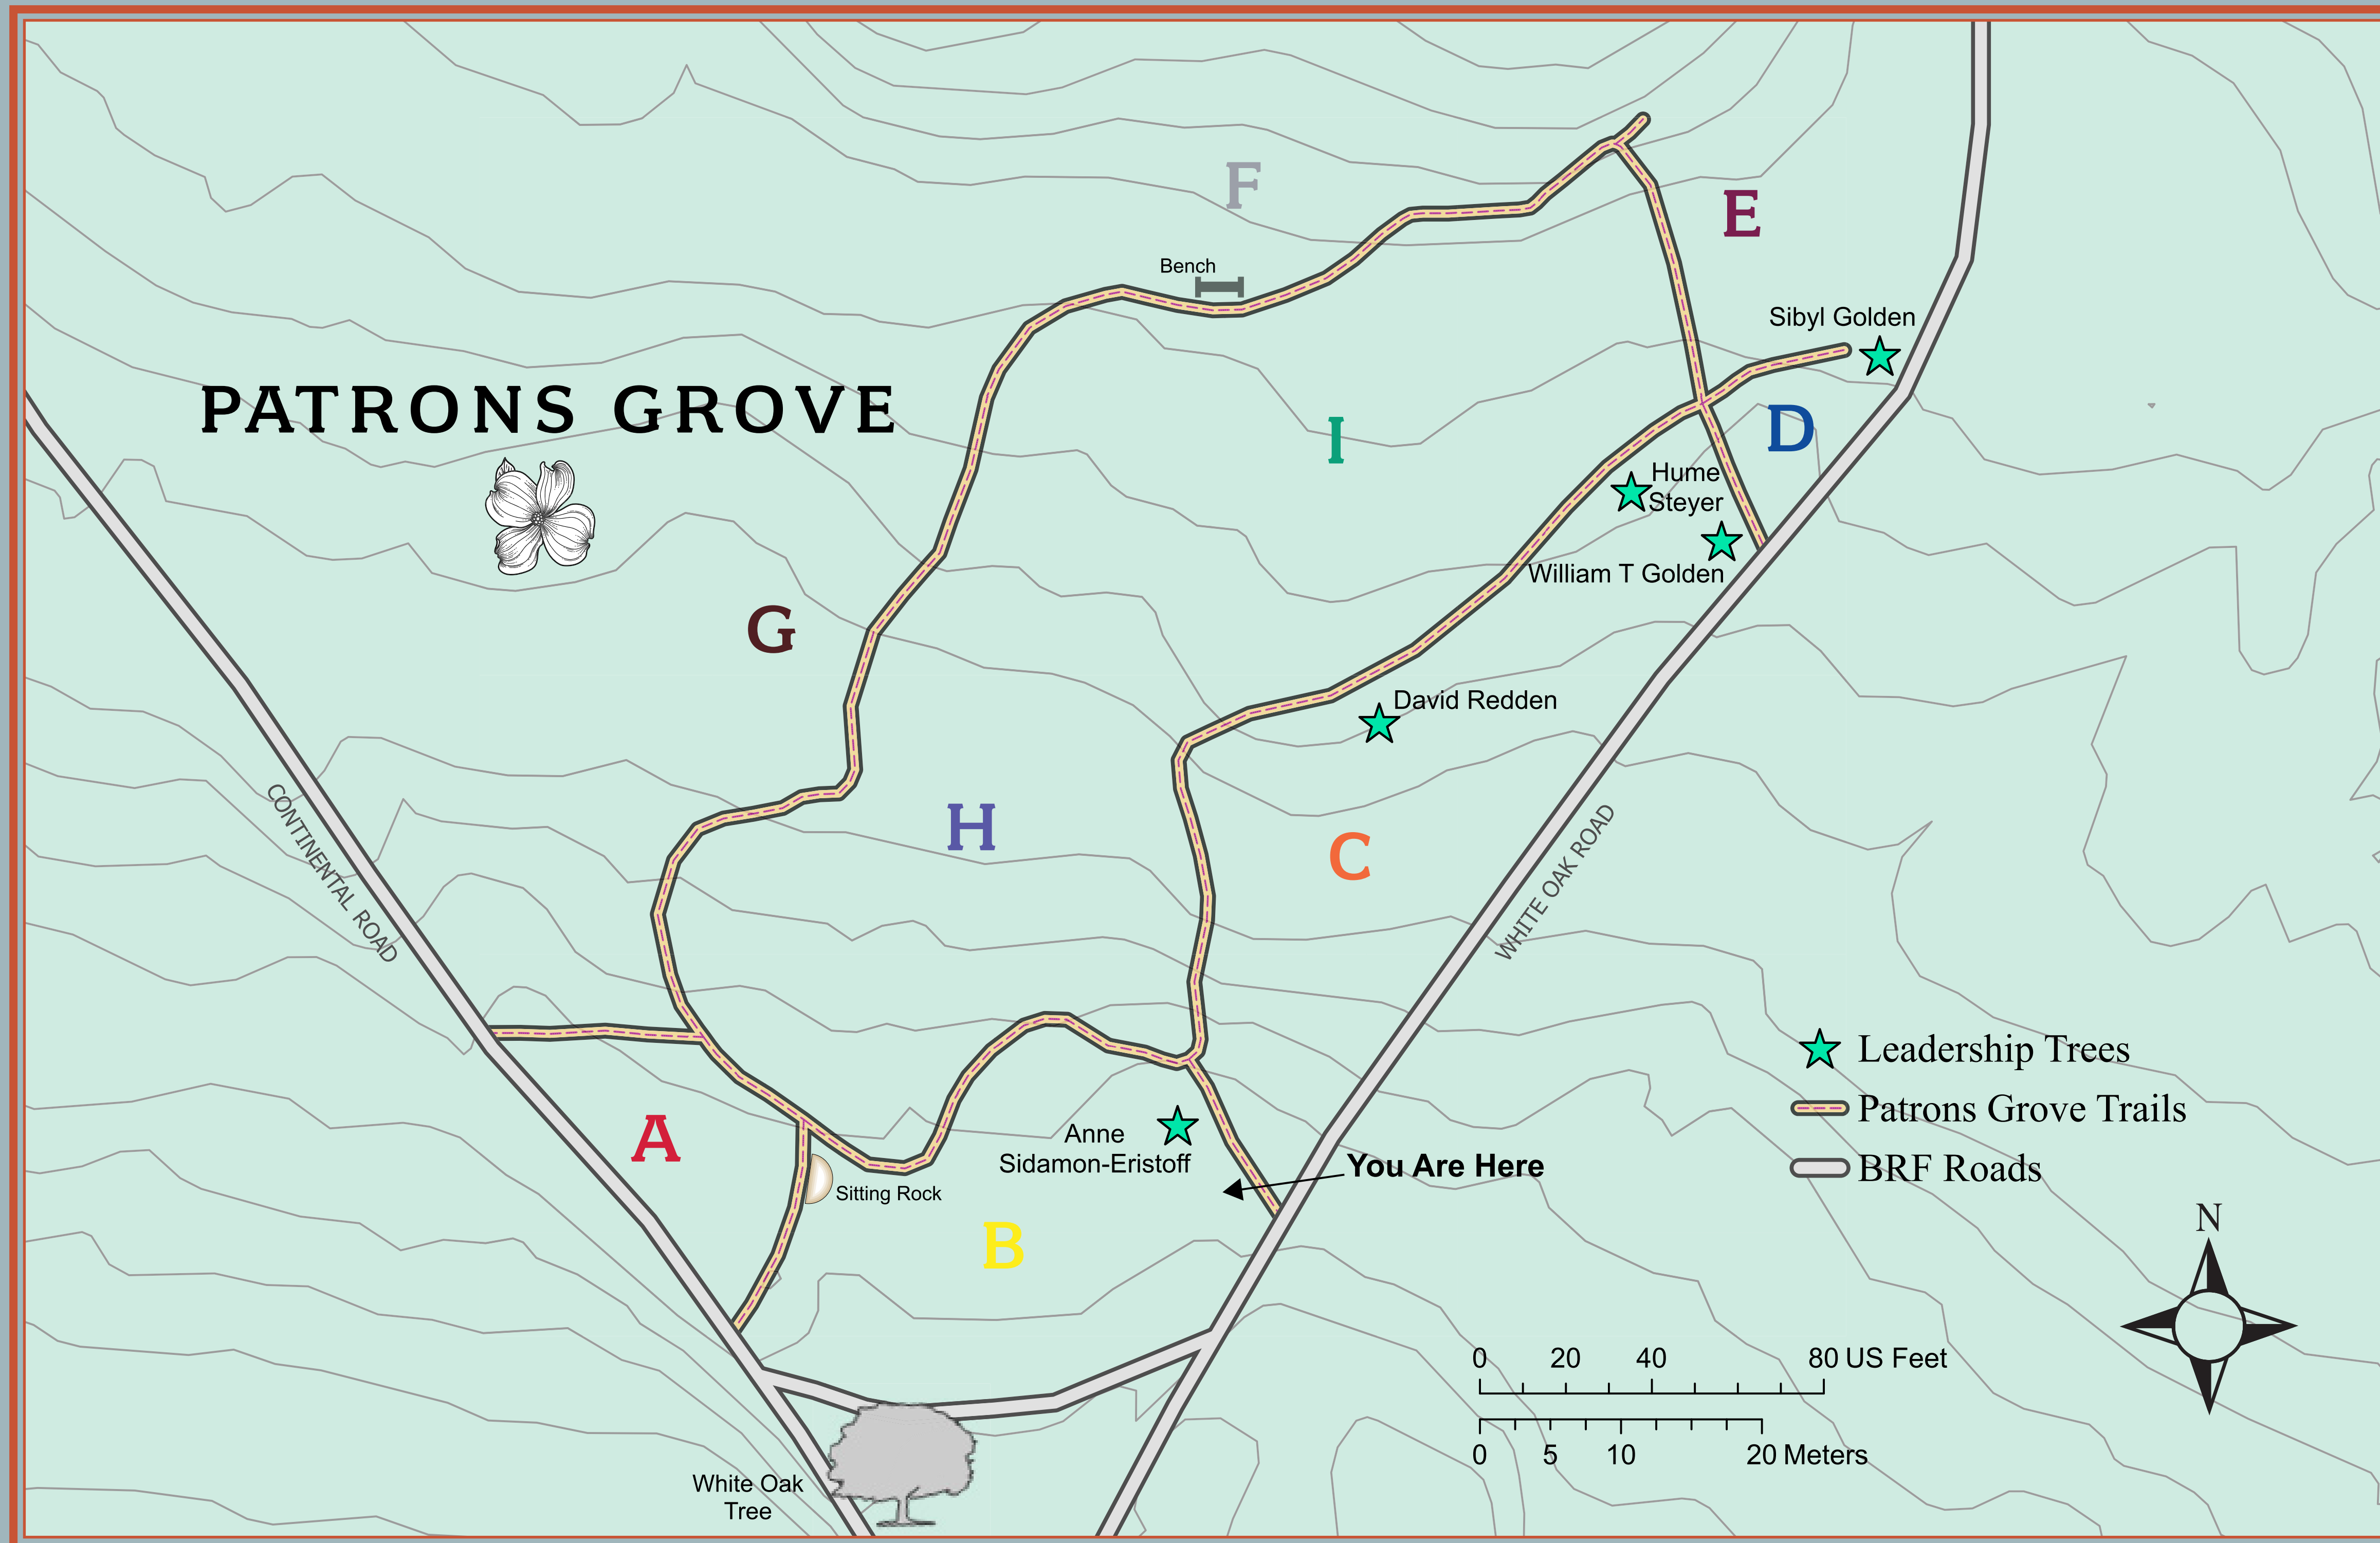 F
E
Bench
Sibyl Golden
PATRONS GROVE
I
D
Hume
Steyer
William T Golden
G
David Redden
CONTINENTAL ROAD
H
C
WHITE OAK ROAD
A
Anne
Sidamon-Eristoff
You Are Here
Sitting Rock
B
Leadership Trees
Patrons Grove Trails
BRF Roads
N
0 20 40 80 US Feet
0 5 10 20 Meters
White Oak
Tree